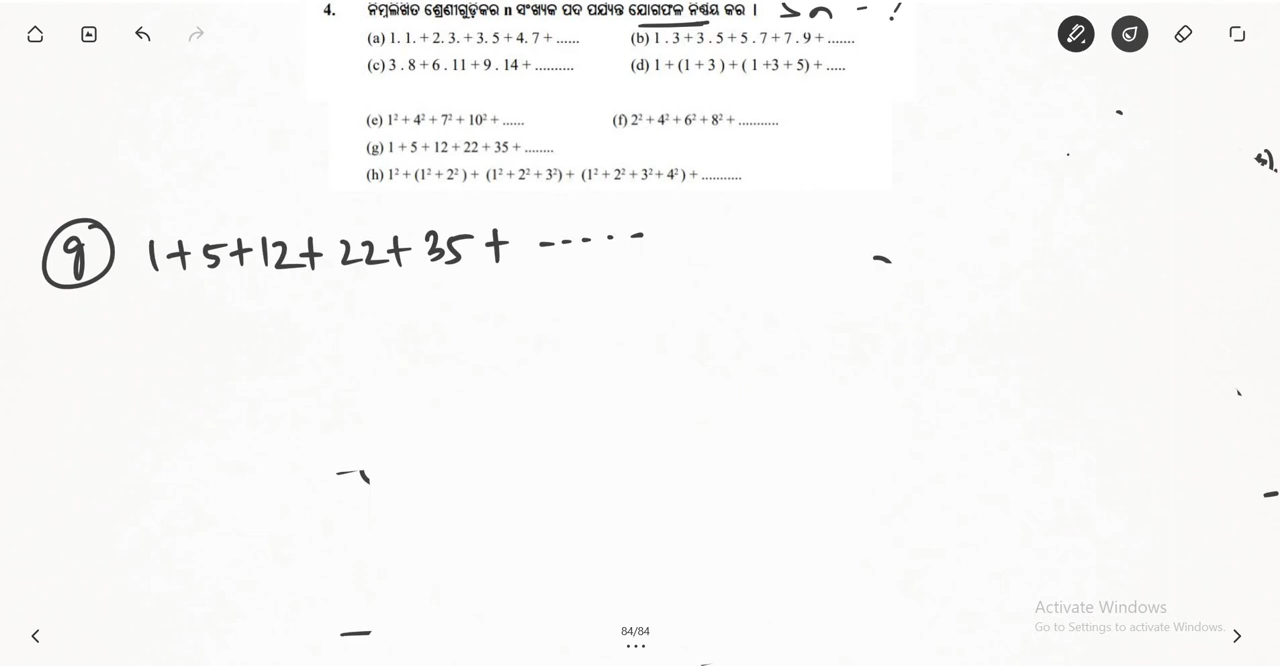 4. ନିମ୍ନଲିଖିତ ଶ୍ରେଣୀଗୁଡ଼ିକର n ସଂଖ୍ୟକ ପଦ ପର୍ଯ୍ୟନ୍ତ ଯୋଗଫଳ ନିର୍ଣ୍ଣୟ କର ।
(a) 1. 1. + 2. 3. + 3. 5 + 4. 7 + ...... (b) 1 . 3 + 3 . 5 + 5 . 7 + 7 . 9 + .......
(c) 3 . 8 + 6 . 11 + 9 . 14 + .......... (d) 1 + (1 + 3 ) + ( 1 +3 + 5) + .....
(e) 1² + 4² + 7² + 10² + ...... (f) 2² + 4² + 6² + 8² + ...........
(g) 1 + 5 + 12 + 22 + 35 + ........
(h) 1² + (1² + 2² ) + (1² + 2² + 3²) + (1² + 2² + 3² + 4² ) + ...........
g 1 + 5 + 12 + 22 + 35 + ------
Activate Windows
Go to Settings to activate Windows.
84/84